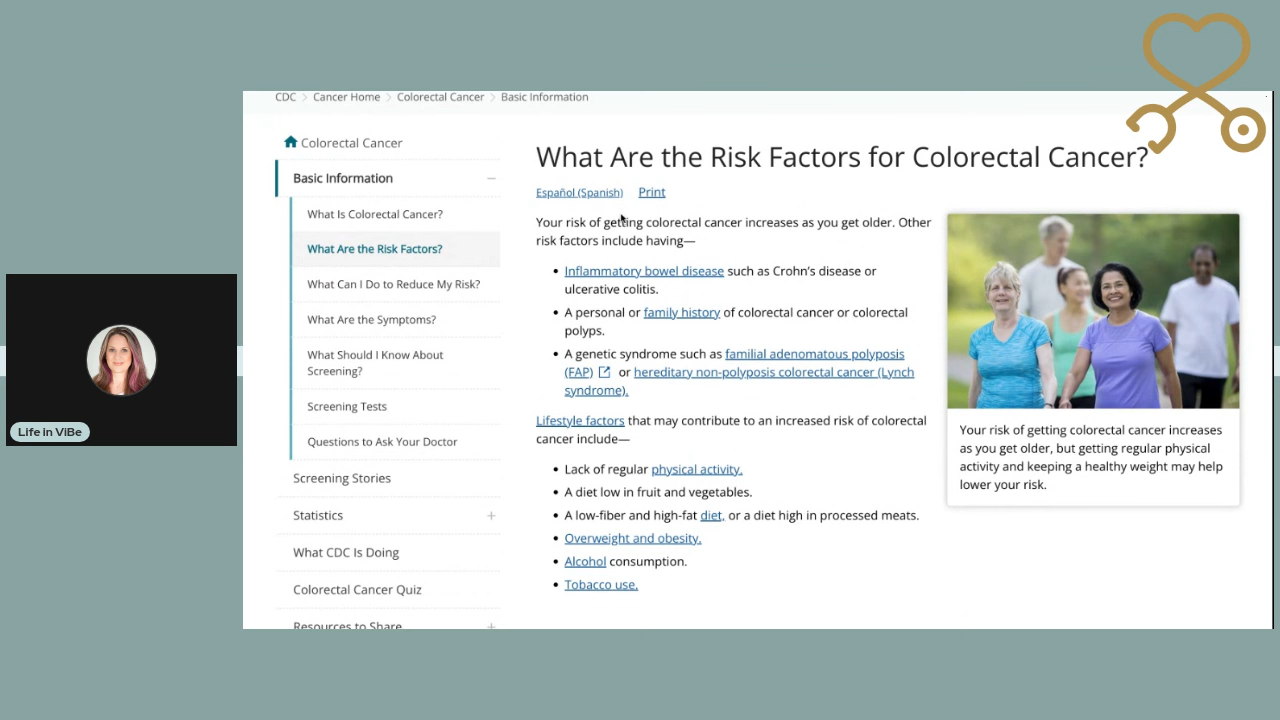 CDC > Cancer Home > Colorectal Cancer > Basic Information
Colorectal Cancer
Basic Information
What Is Colorectal Cancer?
What Are the Risk Factors?
What Can I Do to Reduce My Risk?
What Are the Symptoms?
What Should I Know About
Screening?
Screening Tests
Questions to Ask Your Doctor
Screening Stories
Statistics
What CDC Is Doing
Colorectal Cancer Quiz
Resources to Share
What Are the Risk Factors for Colorectal Cancer?
Español (Spanish) Print
Your risk of getting colorectal cancer increases as you get older. Other
risk factors include having—
• Inflammatory bowel disease such as Crohn's disease or
ulcerative colitis.
• A personal or family history of colorectal cancer or colorectal
polyps.
• A genetic syndrome such as familial adenomatous polyposis
(FAP) or hereditary non-polyposis colorectal cancer (Lynch
syndrome).
Lifestyle factors that may contribute to an increased risk of colorectal
cancer include—
• Lack of regular physical activity.
• A diet low in fruit and vegetables.
• A low-fiber and high-fat diet, or a diet high in processed meats.
• Overweight and obesity.
• Alcohol consumption.
• Tobacco use.
Your risk of getting colorectal cancer increases
as you get older, but getting regular physical
activity and keeping a healthy weight may help
lower your risk.
Life in ViBe